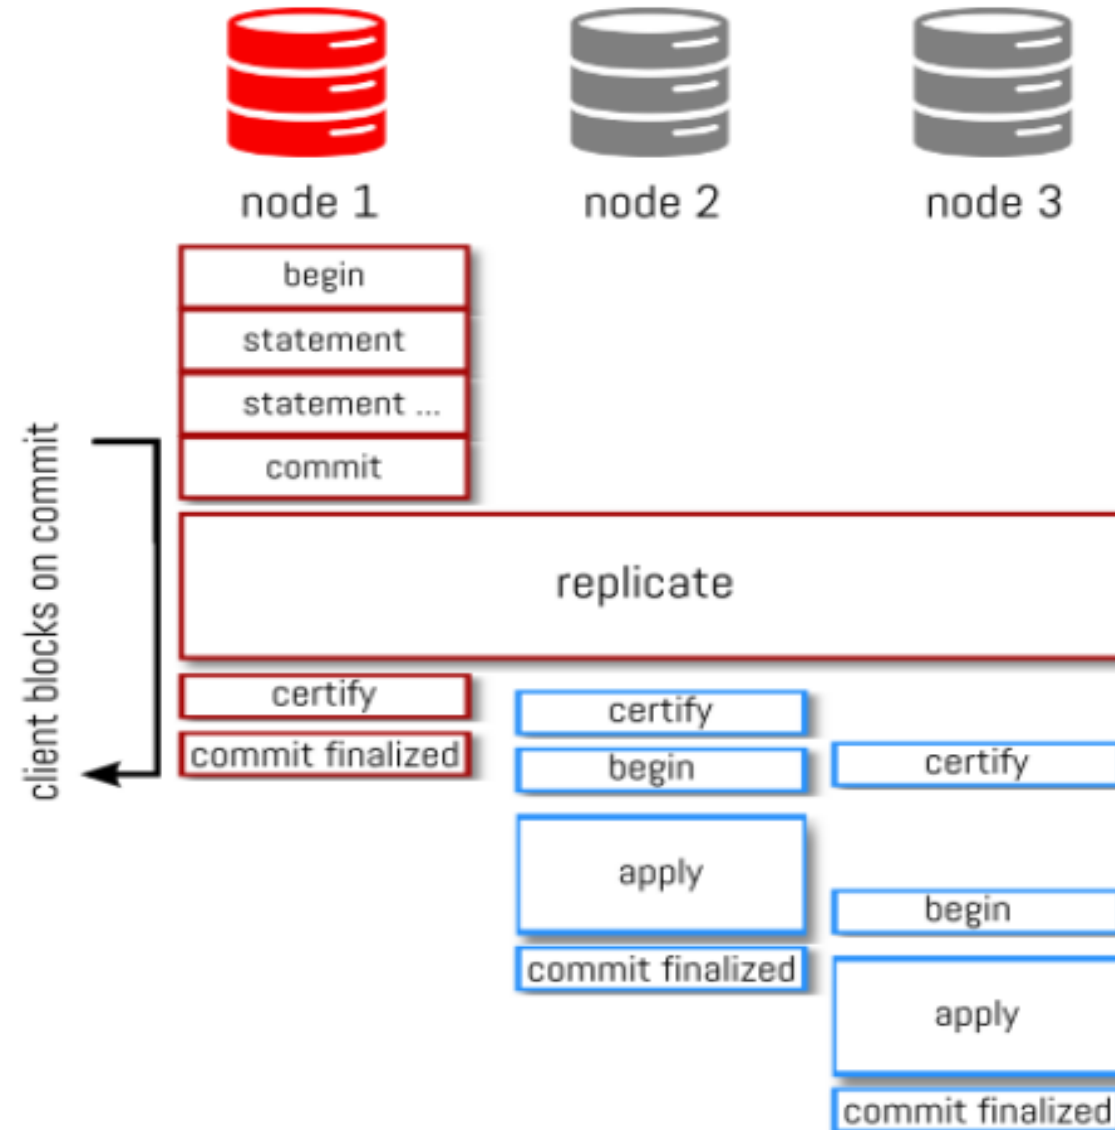 node 1
node 2
node 3
begin
statement
statement ...
commit
client blocks on commit
replicate
certify
commit finalized
certify
begin
apply
commit finalized
certify
begin
apply
commit finalized